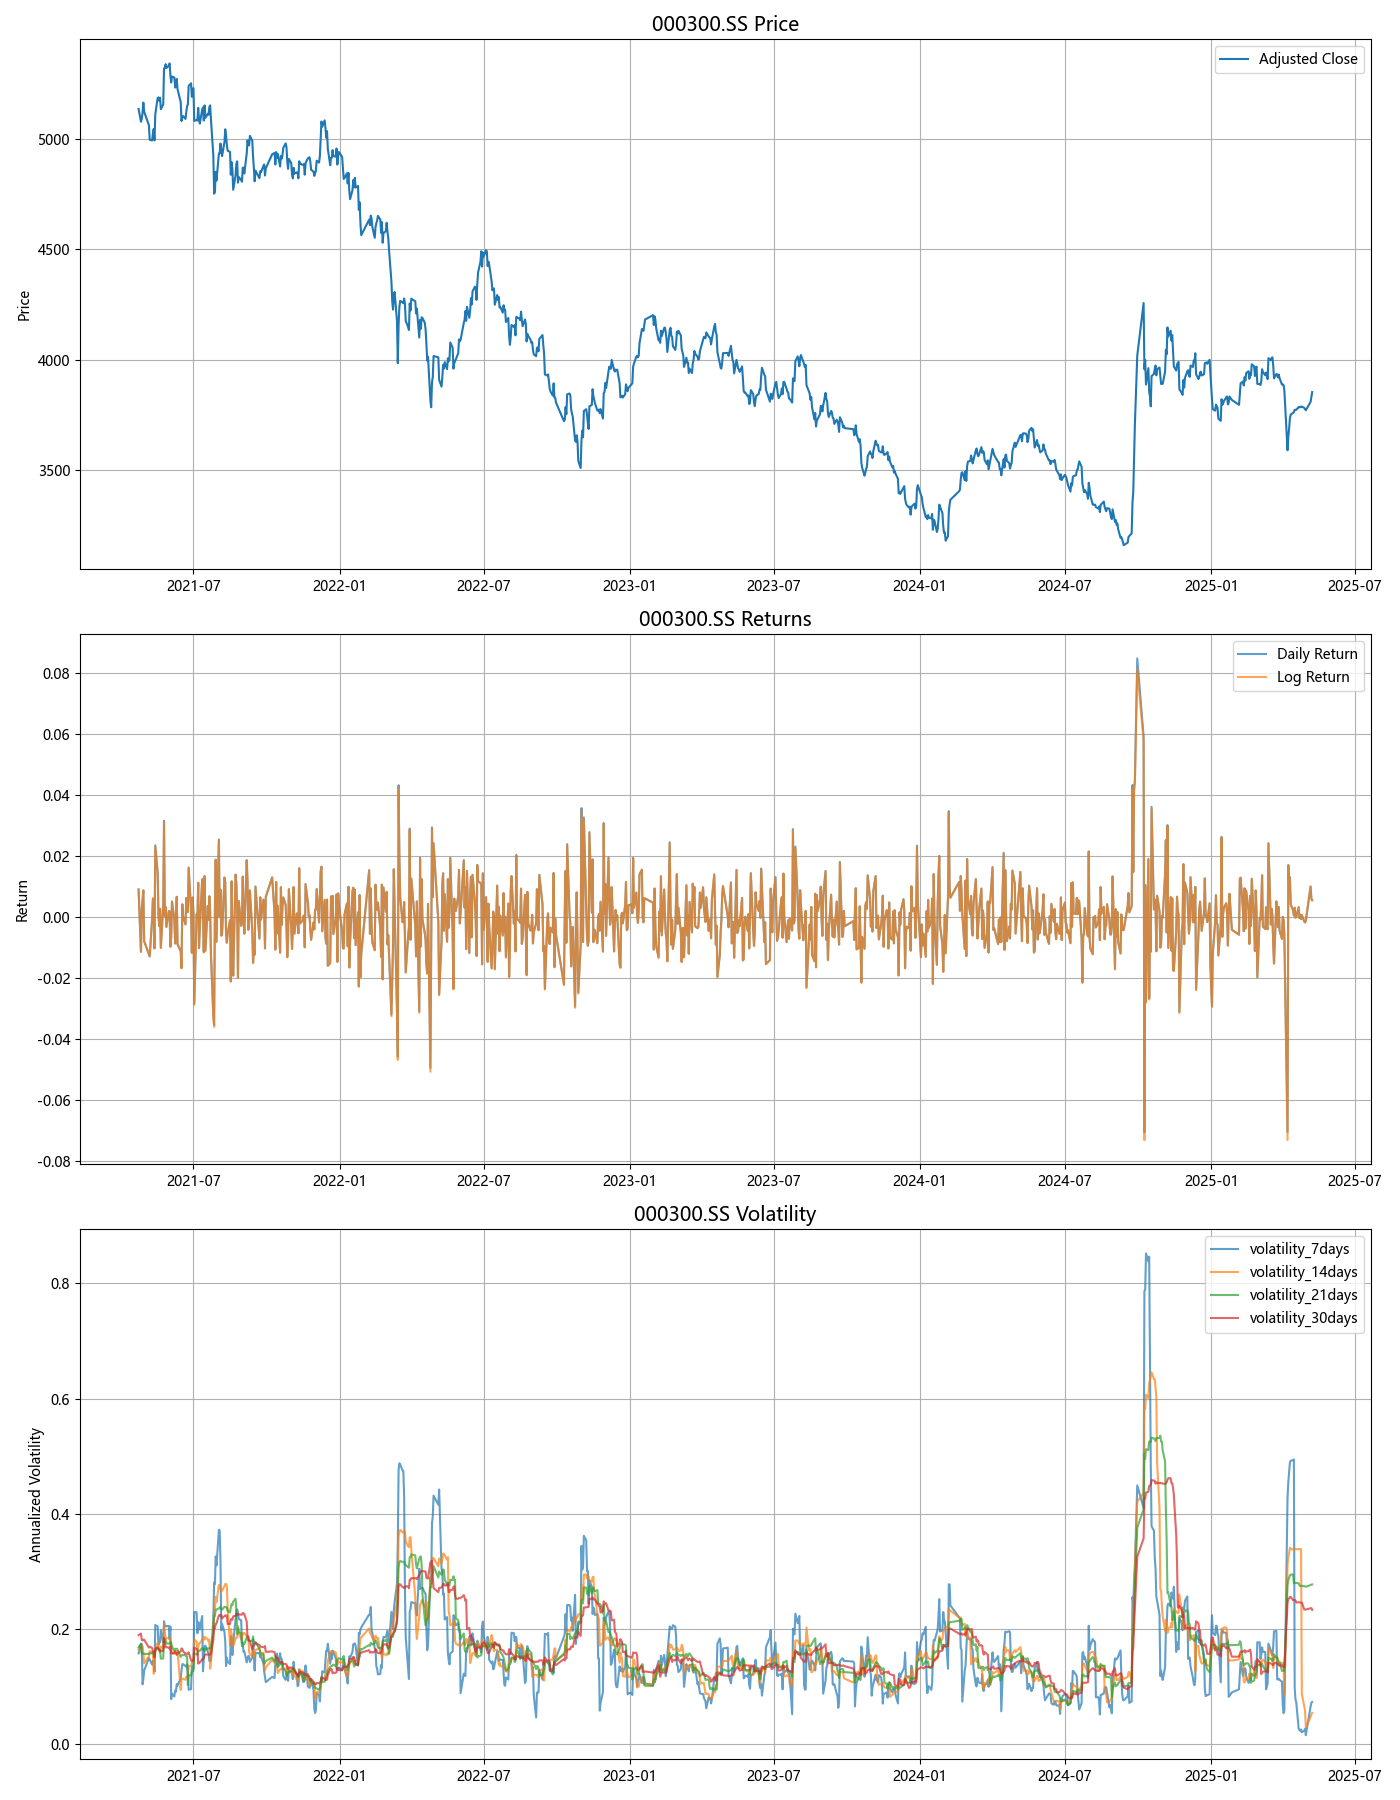 000300.SS Price
Adjusted Close
5000
4500
4000
3500
Price
2021-07 2022-01 2022-07 2023-01 2023-07 2024-01 2024-07 2025-01 2025-07
000300.SS Returns
Daily Return
Log Return
0.08
0.06
0.04
0.02
0.00
-0.02
-0.04
-0.06
-0.08
Return
2021-07 2022-01 2022-07 2023-01 2023-07 2024-01 2024-07 2025-01 2025-07
000300.SS Volatility
volatility_7days
volatility_14days
volatility_21days
volatility_30days
0.8
0.6
0.4
0.2
0.0
Annualized Volatility
2021-07 2022-01 2022-07 2023-01 2023-07 2024-01 2024-07 2025-01 2025-07